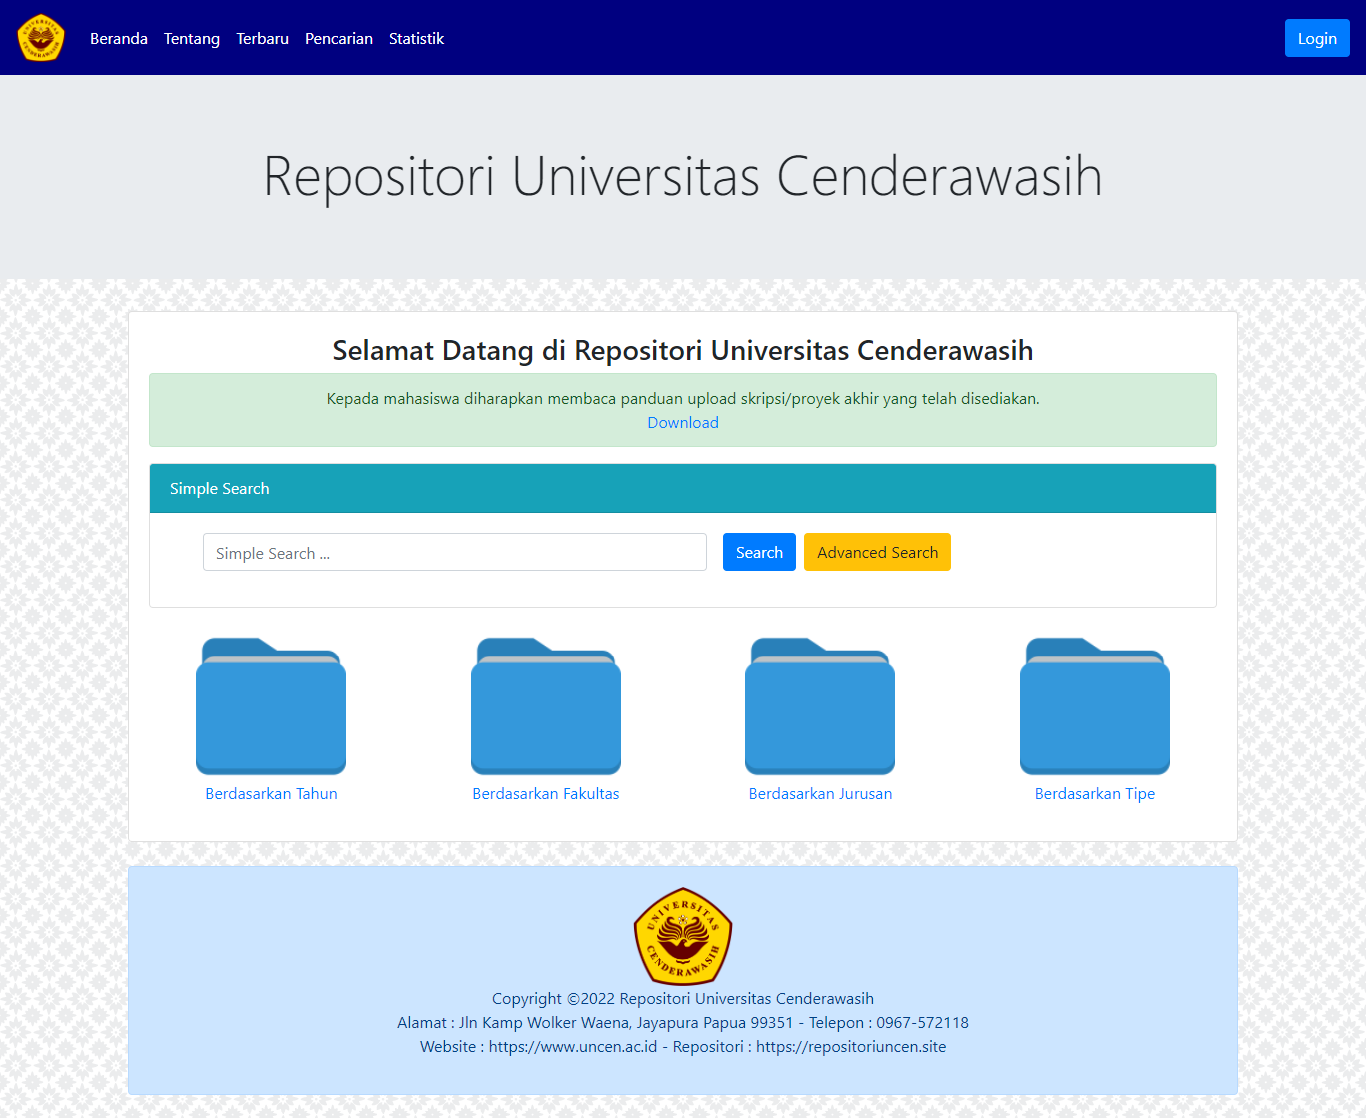 Beranda Tentang Terbaru Pencarian Statistik Login
Repositori Universitas Cenderawasih
Selamat Datang di Repositori Universitas Cenderawasih
Kepada mahasiswa diharapkan membaca panduan upload skripsi/proyek akhir yang telah disediakan.
Download
Simple Search
Simple Search ... Search Advanced Search
Berdasarkan Tahun Berdasarkan Fakultas Berdasarkan Jurusan Berdasarkan Tipe
UNIVERSITAS
CENDERAWASIH
Copyright ©2022 Repositori Universitas Cenderawasih
Alamat : Jln Kamp Wolker Waena, Jayapura Papua 99351 - Telepon : 0967-572118
Website : https://www.uncen.ac.id - Repositori : https://repositoriuncen.site